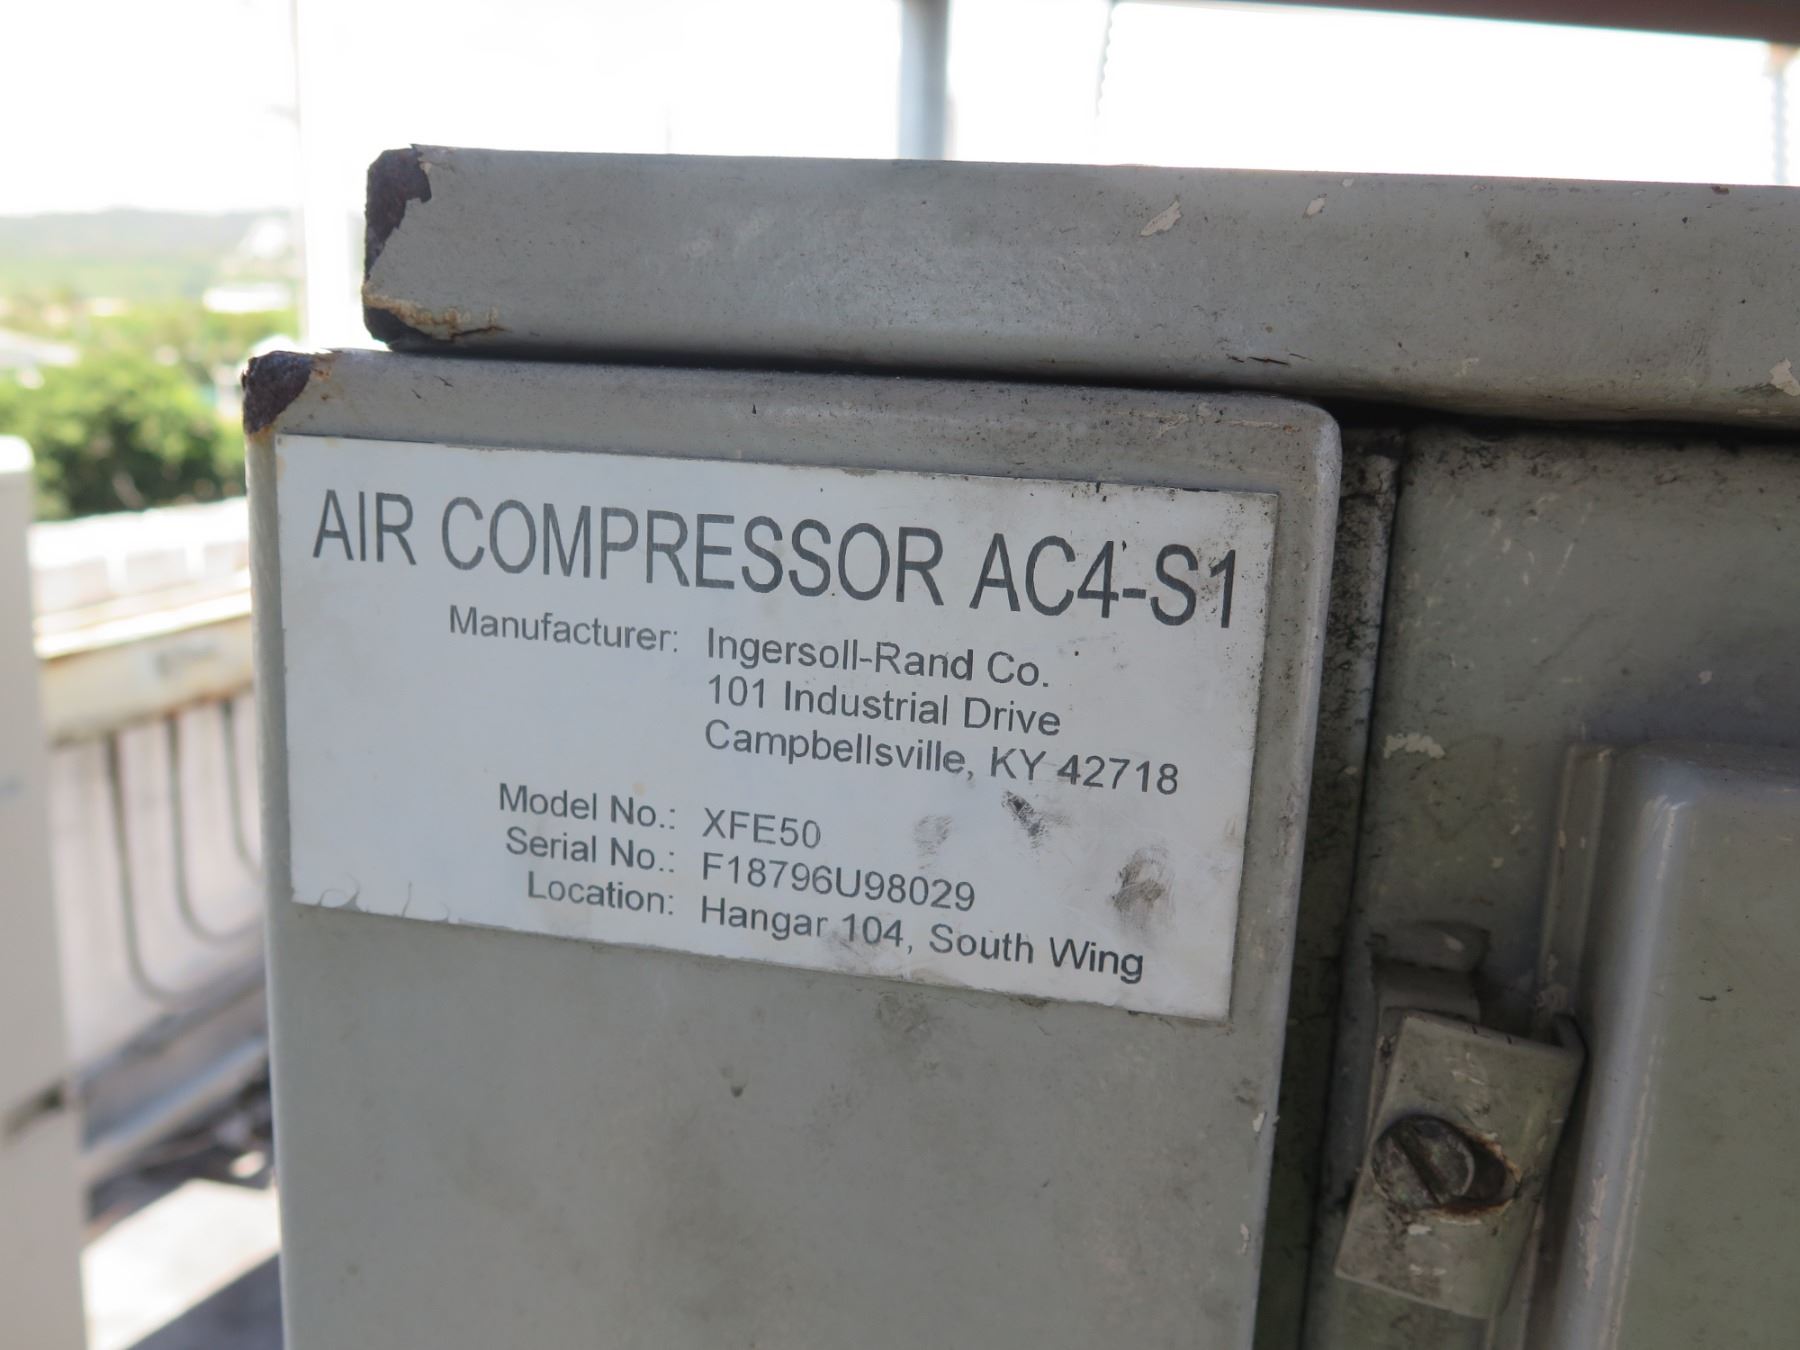 AIR COMPRESSOR AC4-S1
Manufacturer: Ingersoll-Rand Co.
101 Industrial Drive
Campbellsville, KY 42718
Model No.: XFE50
Serial No.: F18796U98029
Location: Hangar 104, South Wing